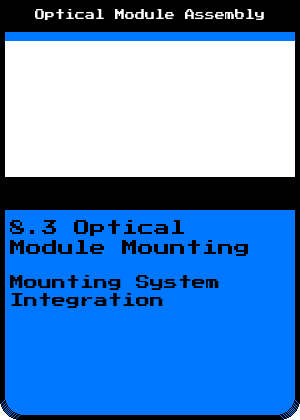 Optical Module Assembly
8.3 Optical
Module Mounting
Mounting System
Integration